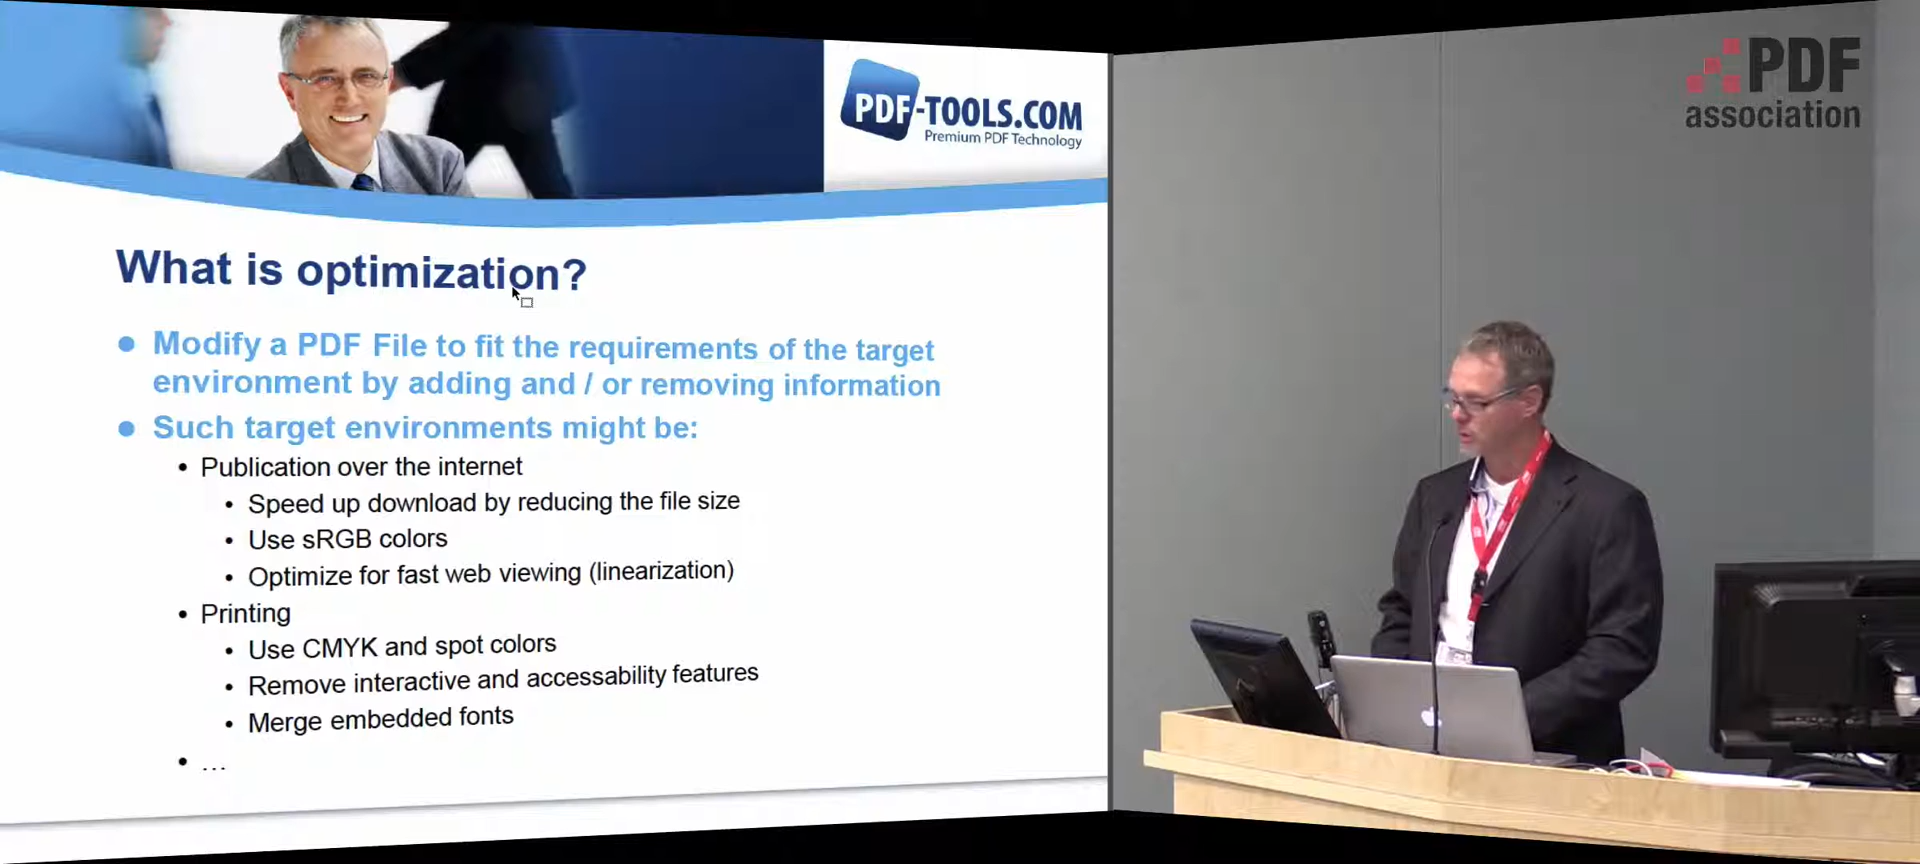 PDF-TOOLS.COM
Premium PDF Technology
PDF
association
What is optimization?
Modify a PDF File to fit the requirements of the target
environment by adding and / or removing information
Such target environments might be:
Publication over the internet
Speed up download by reducing the file size
Use sRGB colors
Optimize for fast web viewing (linearization)
Printing
Use CMYK and spot colors
Remove interactive and accessability features
Merge embedded fonts
...